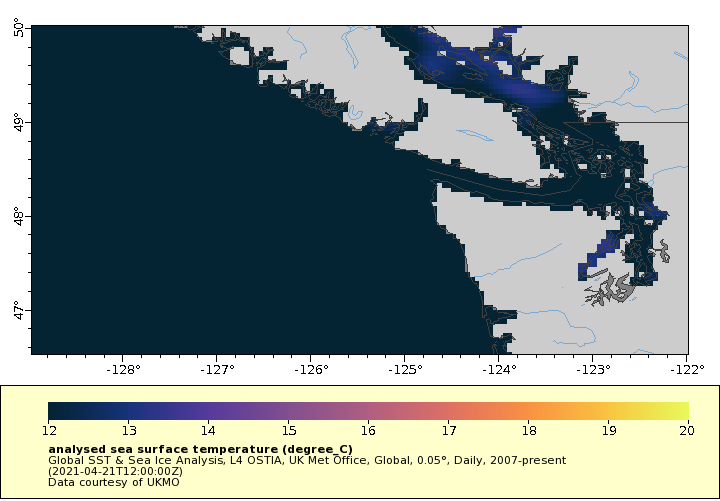 50°
49°
48°
47°
-128° -127° -126° -125° -124° -123° -122°
12 13 14 15 16 17 18 19 20
analysed sea surface temperature (degree_C)
Global SST & Sea Ice Analysis, L4 OSTIA, UK Met Office, Global, 0.05°, Daily, 2007-present
(2021-04-21T12:00:00Z)
Data courtesy of UKMO